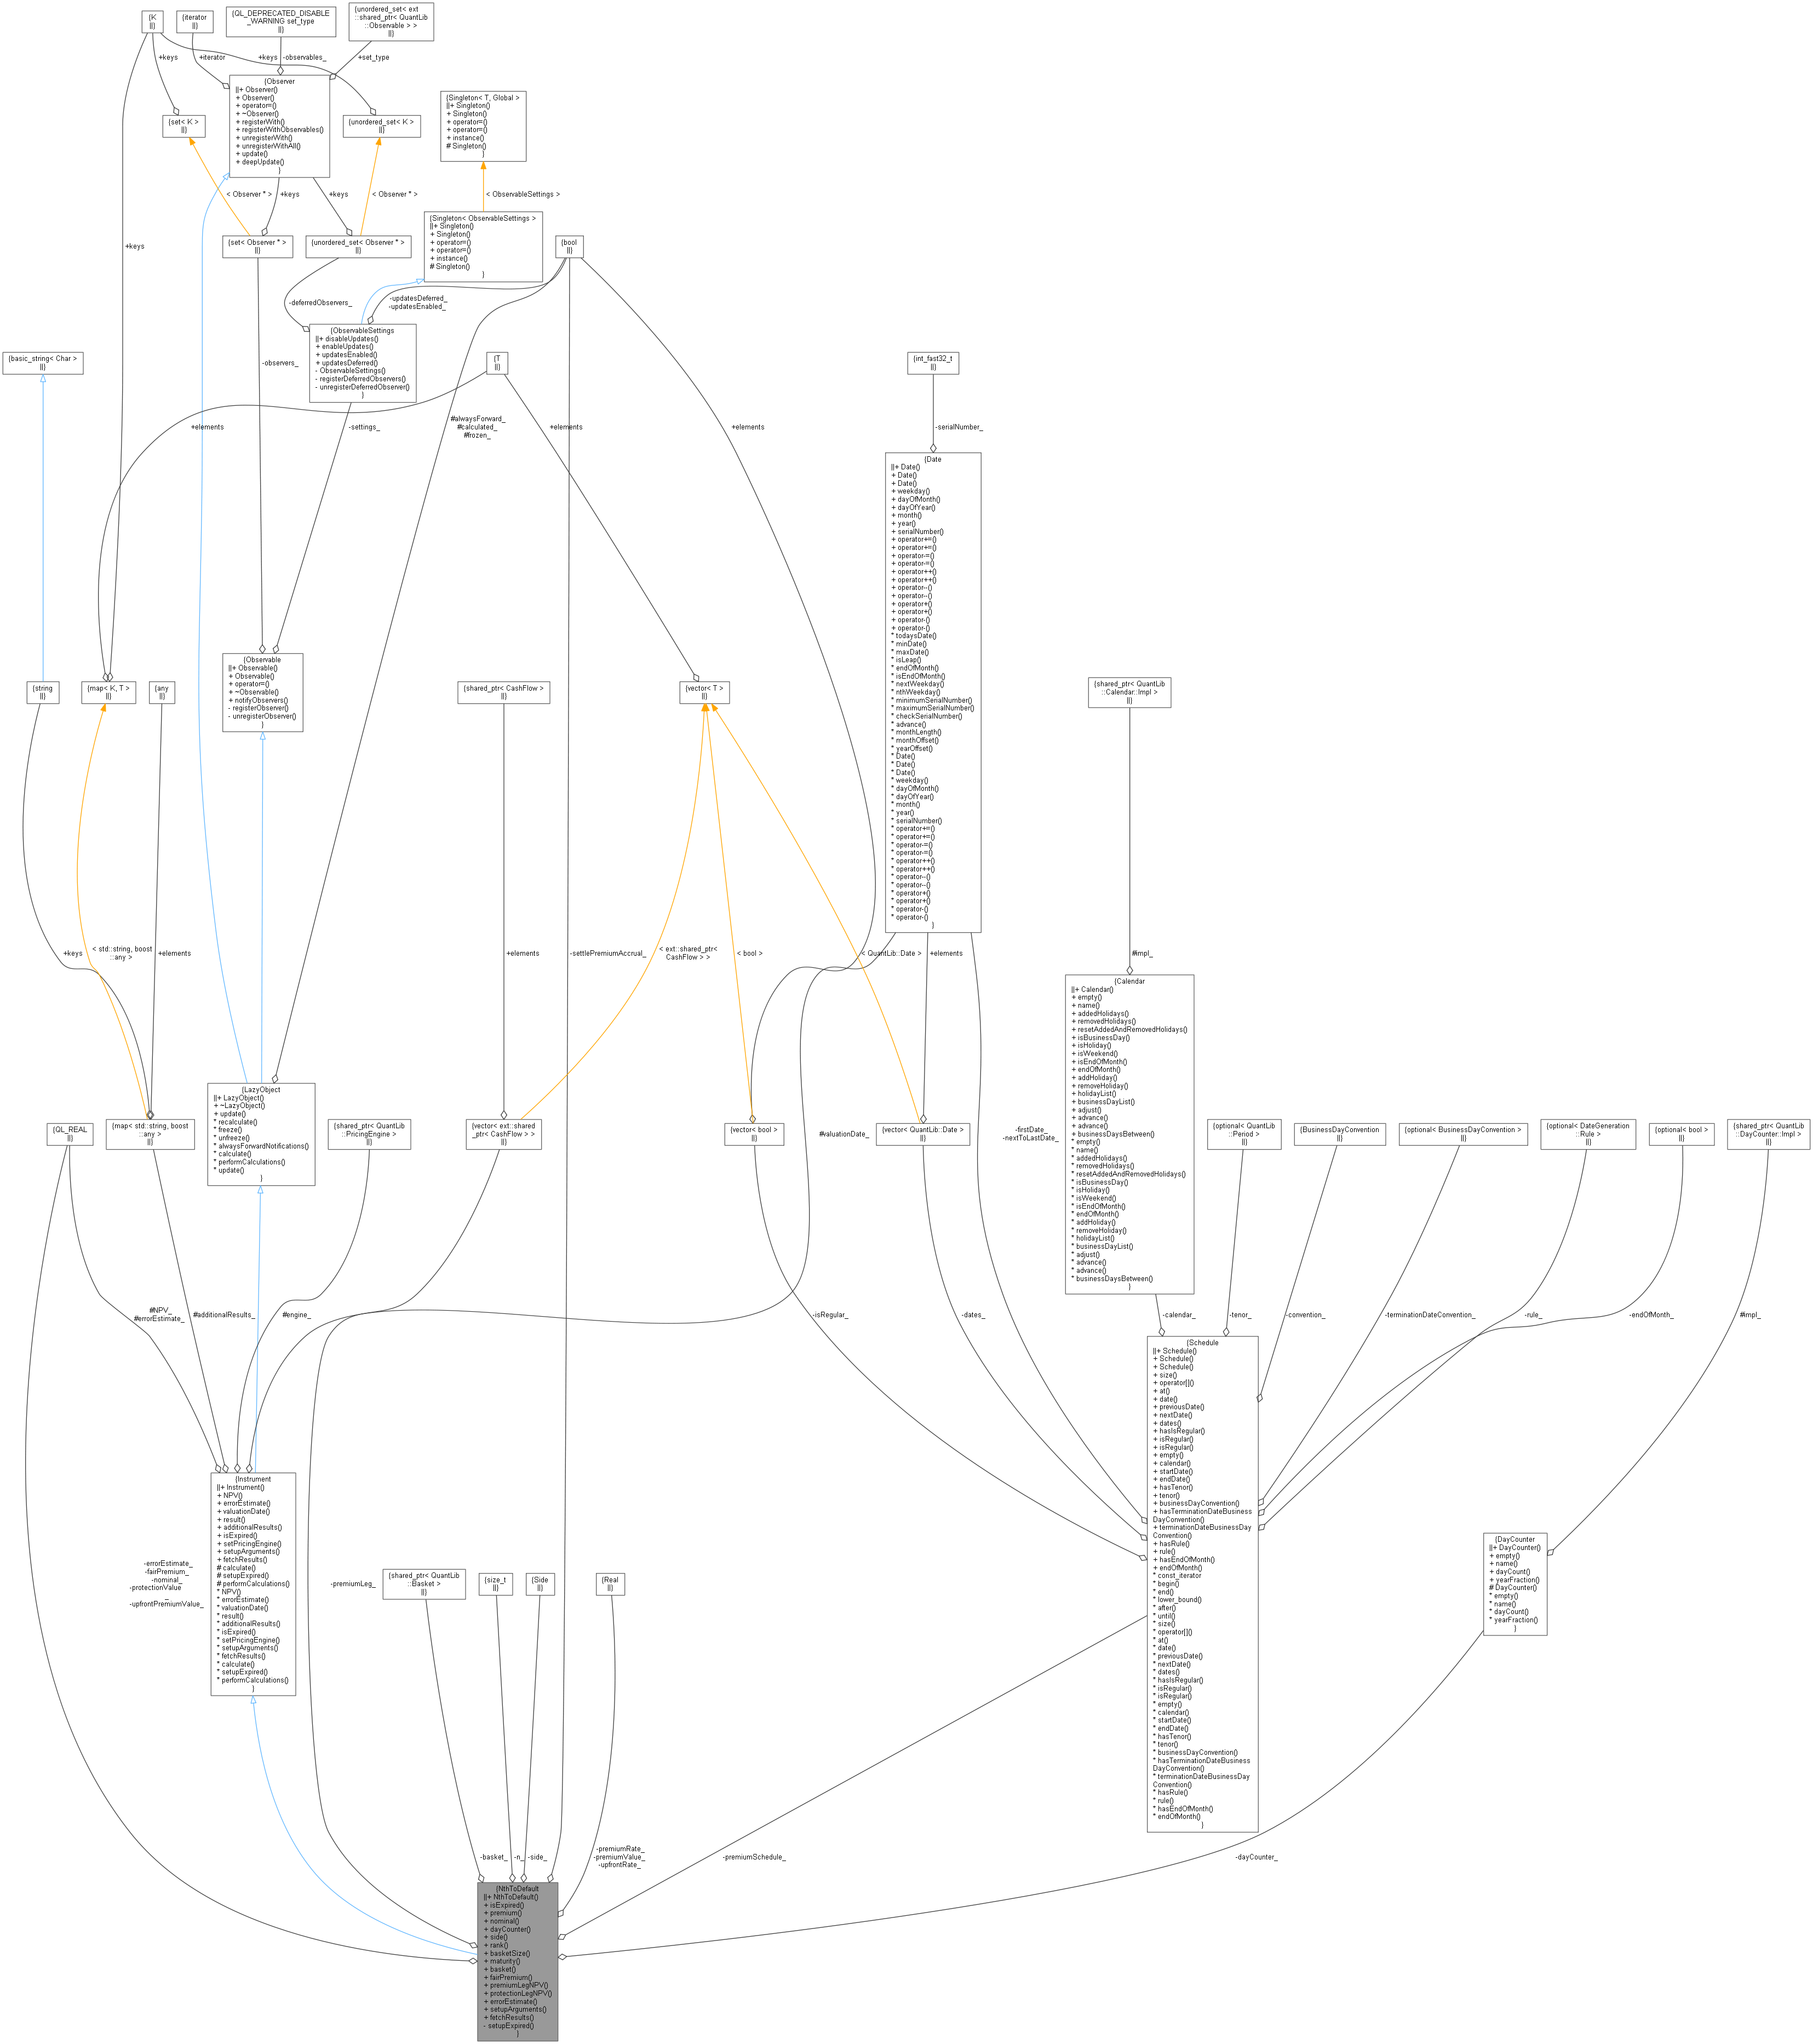 {K
||}
{iterator
||}
{QL_DEPRECATED_DISABLE
_WARNING set_type
||}
{unordered_set< ext
::shared_ptr< QuantLib
::Observable > >
||}
+keys
+iterator
+keys
-observables_
+set_type
{Observer
||+ Observer()
+ Observer()
+ operator=()
+ ~Observer()
+ registerWith()
+ registerWithObservables()
+ unregisterWith()
+ unregisterWithAll()
+ update()
+ deepUpdate()
}
{set< K >
||}
{unordered_set< K >
||}
{Singleton< T, Global >
||+ Singleton()
+ Singleton()
+ operator=()
+ operator=()
+ instance()
# Singleton()
}
< Observer * >
+keys
+keys
< Observer * >
< ObservableSettings >
+keys
{set< Observer * >
||}
{unordered_set< Observer * >
||}
{Singleton< ObservableSettings >
||+ Singleton()
+ Singleton()
+ operator=()
+ operator=()
+ instance()
# Singleton()
}
{bool
||}
-deferredObservers_
-updatesDeferred_
-updatesEnabled_
{basic_string< Char >
||}
-observers_
{ObservableSettings
||+ disableUpdates()
+ enableUpdates()
+ updatesEnabled()
+ updatesDeferred()
- ObservableSettings()
- registerDeferredObservers()
- unregisterDeferredObserver()
}
{T
||}
{int_fast32_t
||}
+elements
-settings_
#alwaysForward_
#calculated_
#frozen_
+elements
+elements
-serialNumber_
{Date
||+ Date()
+ Date()
+ Date()
+ weekday()
+ dayOfMonth()
+ dayOfYear()
+ month()
+ year()
+ serialNumber()
+ operator+=()
+ operator+=()
+ operator-=()
+ operator-=()
+ operator++()
+ operator++()
+ operator--()
+ operator--()
+ operator+()
+ operator+()
+ operator-()
+ operator-()
* todaysDate()
* minDate()
* maxDate()
* isLeap()
* endOfMonth()
* isEndOfMonth()
* nextWeekday()
* nthWeekday()
* minimumSerialNumber()
* maximumSerialNumber()
* checkSerialNumber()
* advance()
* monthLength()
* monthOffset()
* yearOffset()
* Date()
* Date()
* Date()
* weekday()
* dayOfMonth()
* dayOfYear()
* month()
* year()
* serialNumber()
* operator+=()
* operator+=()
* operator-=()
* operator-=()
* operator++()
* operator++()
* operator--()
* operator--()
* operator+()
* operator+()
* operator-()
* operator-()
}
{string
||}
{map< K, T >
||}
{any
||}
{Observable
||+ Observable()
+ Observable()
+ operator=()
+ ~Observable()
+ notifyObservers()
- registerObserver()
- unregisterObserver()
}
{shared_ptr< CashFlow >
||}
{vector< T >
||}
{shared_ptr< QuantLib
::Calendar::Impl >
||}
+keys
< std::string, boost
::any >
+elements
+elements
-settlePremiumAccrual_
< ext::shared_ptr<
CashFlow > >
< bool >
< QuantLib::Date >
+elements
#impl_
{Calendar
||+ Calendar()
+ empty()
+ name()
+ addedHolidays()
+ removedHolidays()
+ resetAddedAndRemovedHolidays()
+ isBusinessDay()
+ isHoliday()
+ isWeekend()
+ isEndOfMonth()
+ endOfMonth()
+ addHoliday()
+ removeHoliday()
+ holidayList()
+ businessDayList()
+ adjust()
+ advance()
+ advance()
+ businessDaysBetween()
* empty()
* name()
* addedHolidays()
* removedHolidays()
* resetAddedAndRemovedHolidays()
* isBusinessDay()
* isHoliday()
* isWeekend()
* isEndOfMonth()
* endOfMonth()
* addHoliday()
* removeHoliday()
* holidayList()
* businessDayList()
* adjust()
* advance()
* advance()
* businessDaysBetween()
}
{QL_REAL
||}
{map< std::string, boost
::any >
||}
{LazyObject
||+ LazyObject()
+ ~LazyObject()
+ update()
* recalculate()
* freeze()
* unfreeze()
* alwaysForwardNotifications()
* calculate()
* performCalculations()
* update()
}
{shared_ptr< QuantLib
::PricingEngine >
||}
{vector< ext::shared
_ptr< CashFlow > >
||}
{vector< bool >
||}
#valuationDate_
{vector< QuantLib::Date >
||}
-firstDate_
-nextToLastDate_
{optional< QuantLib
::Period >
||}
{BusinessDayConvention
||}
{optional< BusinessDayConvention >
||}
{optional< DateGeneration
::Rule >
||}
{optional< bool >
||}
{shared_ptr< QuantLib
::DayCounter::Impl >
||}
#NPV_
#errorEstimate_
#additionalResults_
#engine_
-isRegular_
-dates_
-calendar_
-tenor_
-convention_
-terminationDateConvention_
-rule_
-endOfMonth_
#impl_
{Instrument
||+ Instrument()
+ NPV()
+ errorEstimate()
+ valuationDate()
+ result()
+ additionalResults()
+ isExpired()
+ setPricingEngine()
+ setupArguments()
+ fetchResults()
# calculate()
# setupExpired()
# performCalculations()
* NPV()
* errorEstimate()
* valuationDate()
* result()
* additionalResults()
* isExpired()
* setPricingEngine()
* setupArguments()
* fetchResults()
* calculate()
* setupExpired()
* performCalculations()
}
{Schedule
||+ Schedule()
+ Schedule()
+ Schedule()
+ size()
+ operator[]()
+ at()
+ date()
+ previousDate()
+ nextDate()
+ dates()
+ hasIsRegular()
+ isRegular()
+ isRegular()
+ empty()
+ calendar()
+ startDate()
+ endDate()
+ hasTenor()
+ tenor()
+ businessDayConvention()
+ hasTerminationDateBusiness
DayConvention()
+ terminationDateBusinessDay
Convention()
+ hasRule()
+ rule()
+ hasEndOfMonth()
+ endOfMonth()
* const_iterator
* begin()
* end()
* lower_bound()
* after()
* until()
* size()
* operator[]()
* at()
* date()
* previousDate()
* nextDate()
* dates()
* hasIsRegular()
* isRegular()
* isRegular()
* empty()
* calendar()
* startDate()
* endDate()
* hasTenor()
* tenor()
* businessDayConvention()
* hasTerminationDateBusiness
DayConvention()
* terminationDateBusinessDay
Convention()
* hasRule()
* rule()
* hasEndOfMonth()
* endOfMonth()
}
{DayCounter
||+ DayCounter()
+ empty()
+ name()
+ dayCount()
+ yearFraction()
# DayCounter()
* empty()
* name()
* dayCount()
* yearFraction()
}
-errorEstimate_
-fairPremium_
-nominal_
-protectionValue
_
-upfrontPremiumValue_
-premiumLeg_
{shared_ptr< QuantLib
::Basket >
||}
{size_t
||}
{Side
||}
{Real
||}
-basket_
-n_
-side_
-premiumRate_
-premiumValue_
-upfrontRate_
-premiumSchedule_
-dayCounter_
{NthToDefault
||+ NthToDefault()
+ isExpired()
+ premium()
+ nominal()
+ dayCounter()
+ side()
+ rank()
+ basketSize()
+ maturity()
+ basket()
+ fairPremium()
+ premiumLegNPV()
+ protectionLegNPV()
+ errorEstimate()
+ setupArguments()
+ fetchResults()
- setupExpired()
}